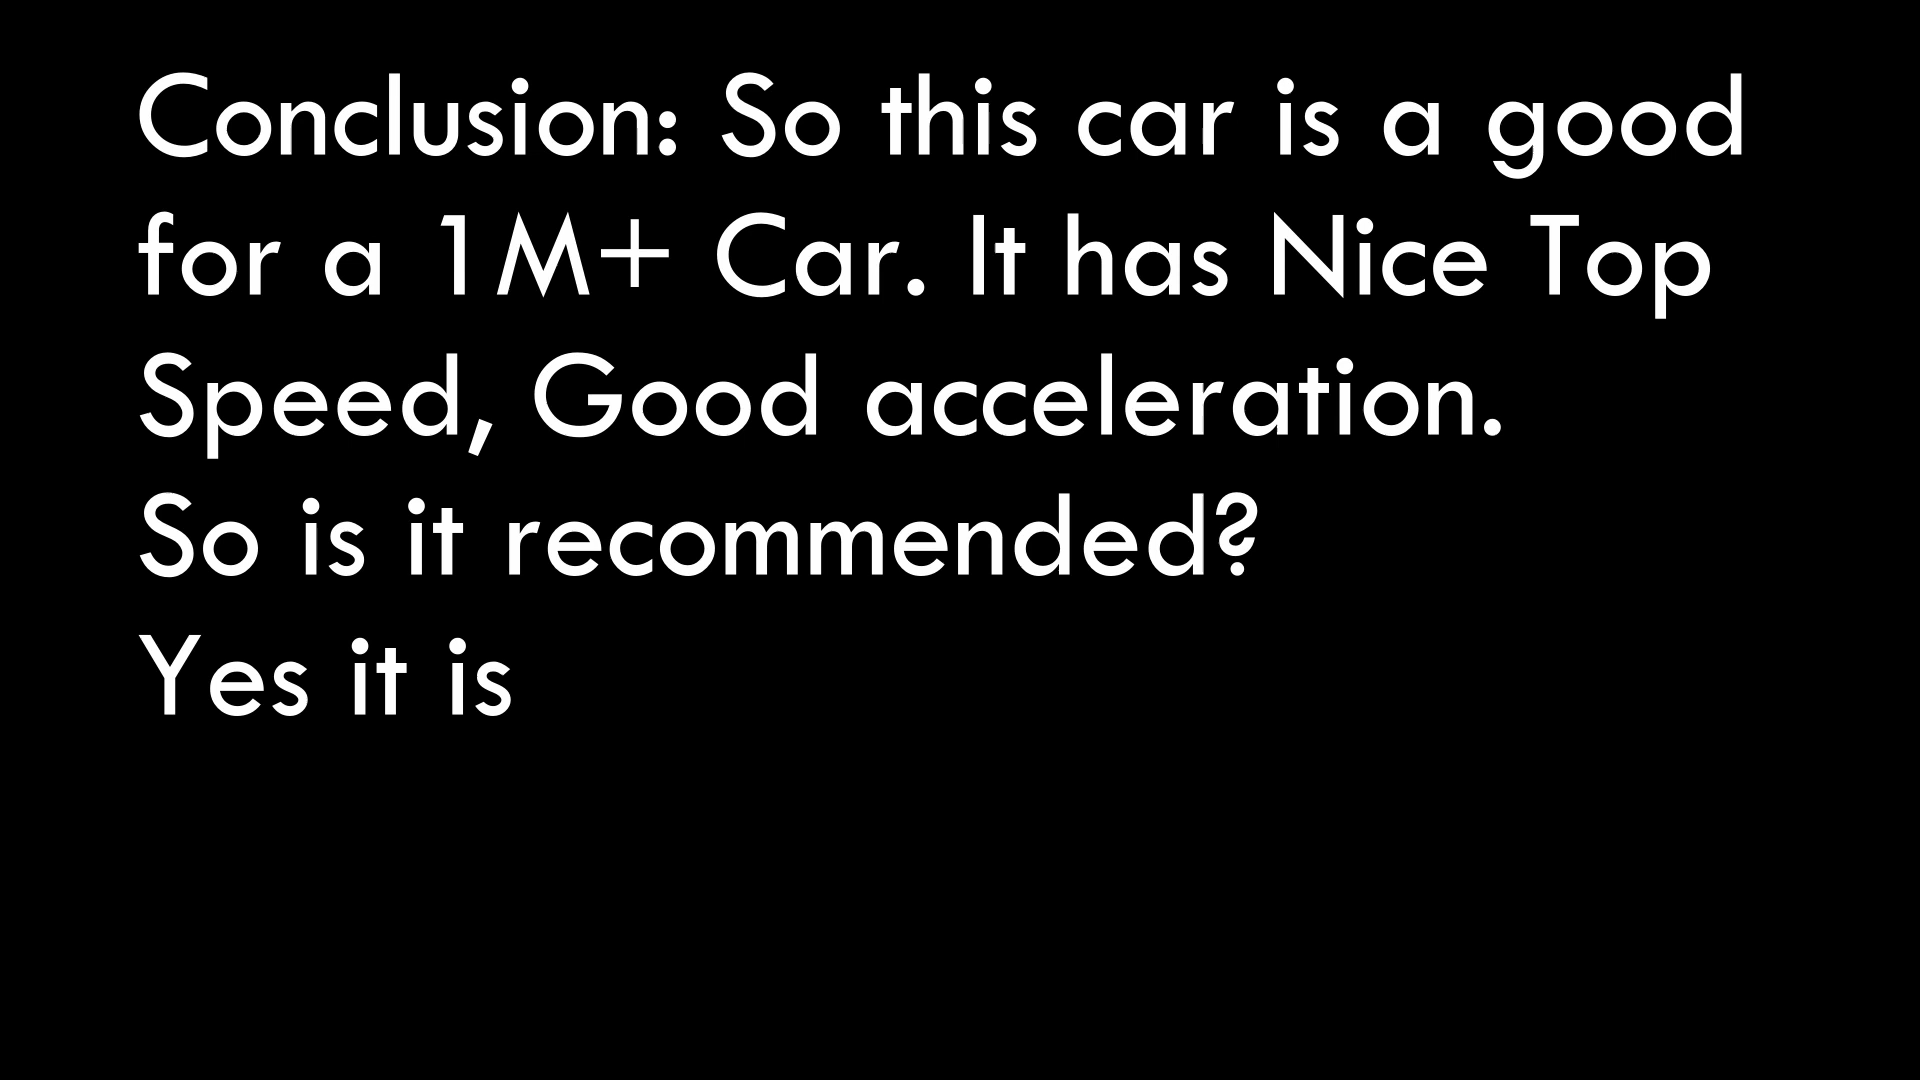 Conclusion: So this car is a good
for a 1M+ Car. It has Nice Top
Speed, Good acceleration.
So is it recommended?
Yes it is